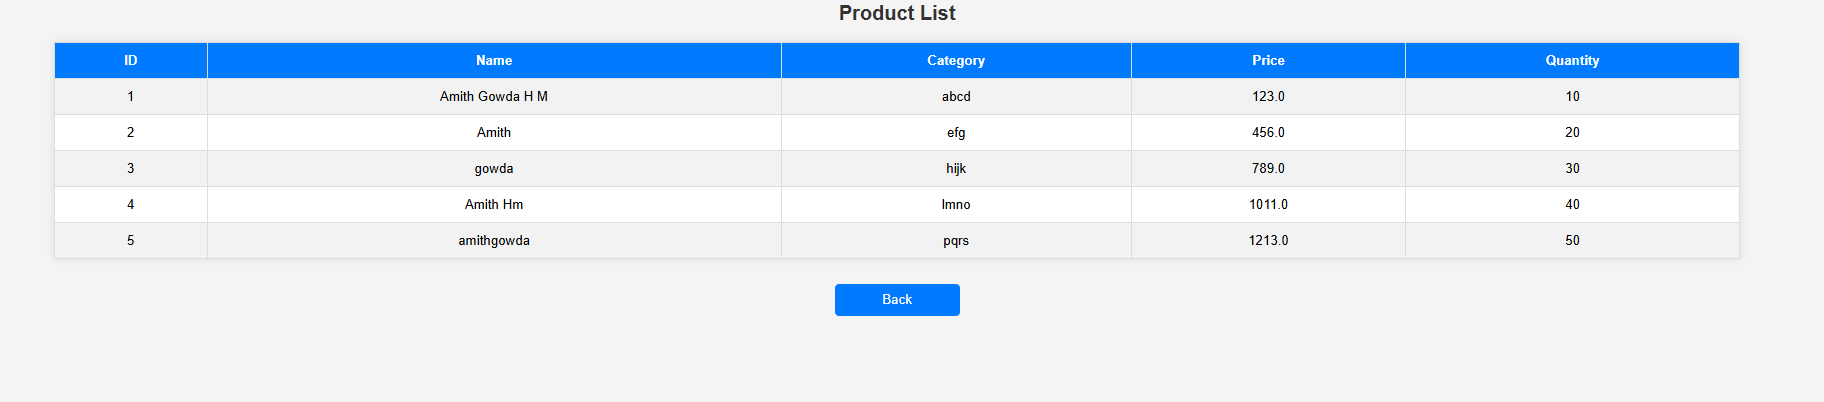 Product List
ID Name Category Price Quantity
1 Amith Gowda H M abcd 123.0 10
2 Amith efg 456.0 20
3 gowda hijk 789.0 30
4 Amith Hm lmno 1011.0 40
5 amithgowda pqrs 1213.0 50
Back